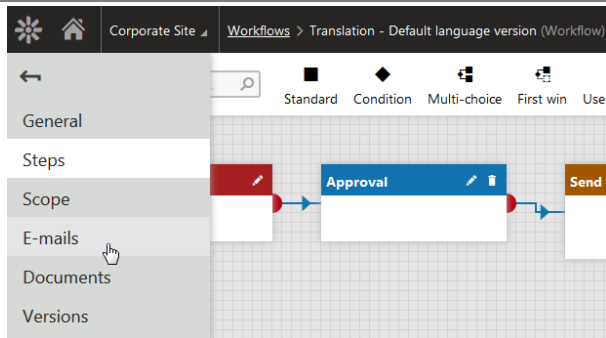 Corporate Site Workflows > Translation - Default language version (Workflow)
Standard Condition Multi-choice First win Use
General
Steps
Approval Send
Scope
E-mails
Documents
Versions